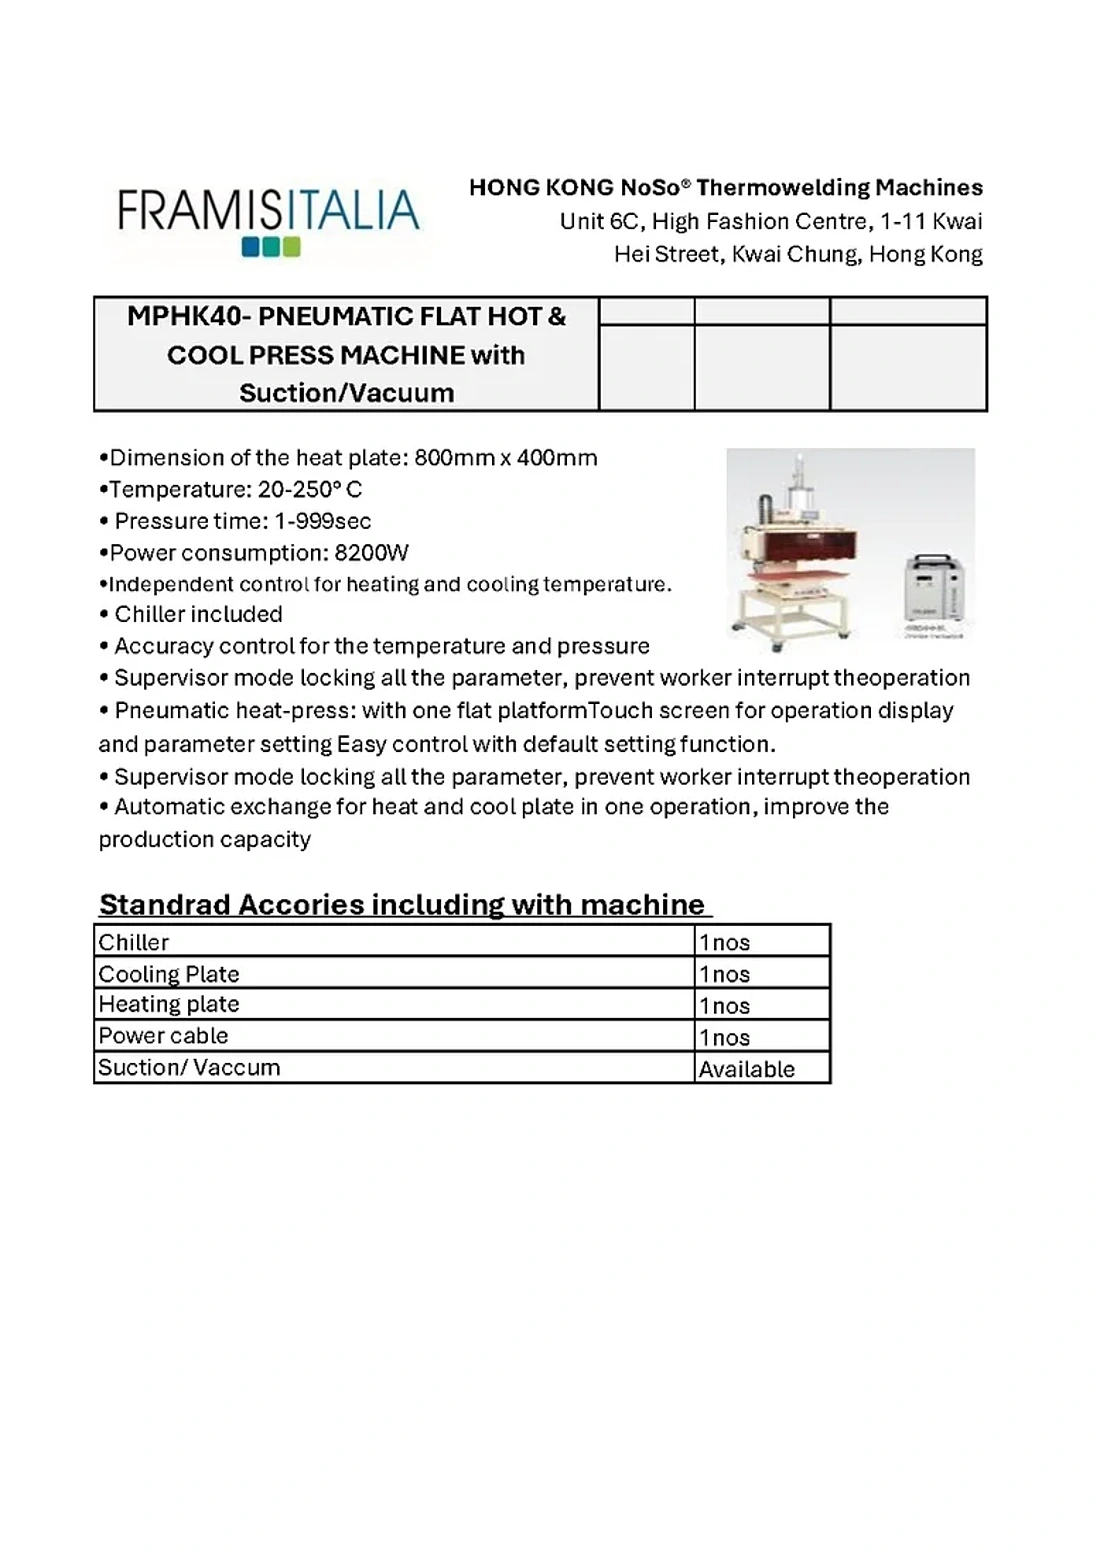 FRAMISITALIA
HONG KONG NoSo® Thermowelding Machines
Unit 6C, High Fashion Centre, 1-11 Kwai
Hei Street, Kwai Chung, Hong Kong
MPHK40- PNEUMATIC FLAT HOT &
COOL PRESS MACHINE with
Suction/Vacuum
•Dimension of the heat plate: 800mm x 400mm
•Temperature: 20-250° C
• Pressure time: 1-999sec
•Power consumption: 8200W
•Independent control for heating and cooling temperature.
• Chiller included
• Accuracy control for the temperature and pressure
• Supervisor mode locking all the parameter, prevent worker interrupt theoperation
• Pneumatic heat-press: with one flat platformTouch screen for operation display
and parameter setting Easy control with default setting function.
• Supervisor mode locking all the parameter, prevent worker interrupt theoperation
• Automatic exchange for heat and cool plate in one operation, improve the
production capacity
Standrad Accories including with machine
Chiller 1nos
Cooling Plate 1nos
Heating plate 1nos
Power cable 1nos
Suction/ Vaccum Available